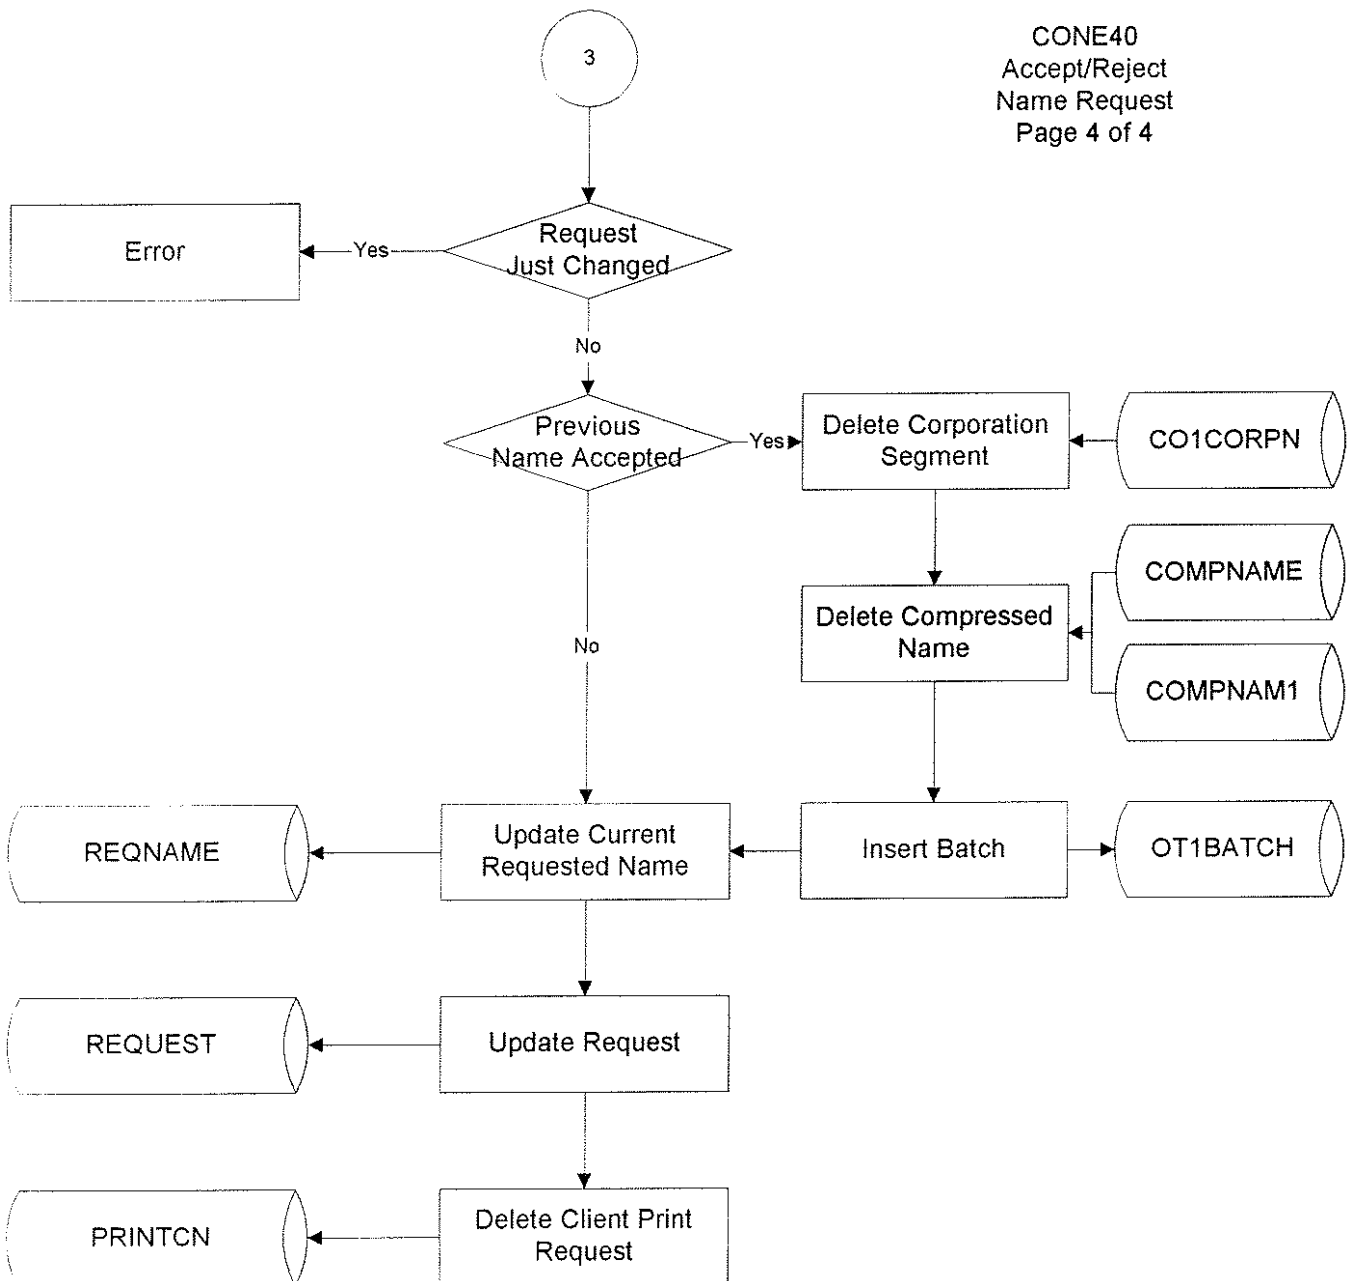 CONE40
Accept/Reject
Name Request
Page 4 of 4
3
Request
Just Changed
Yes
Error
No
Previous
Name Accepted
Yes
Delete Corporation
Segment
CO1CORPN
COMPNAME
Delete Compressed
Name
COMPNAM1
No
REQNAME
Update Current
Requested Name
Insert Batch
OT1BATCH
REQUEST
Update Request
PRINTCN
Delete Client Print
Request